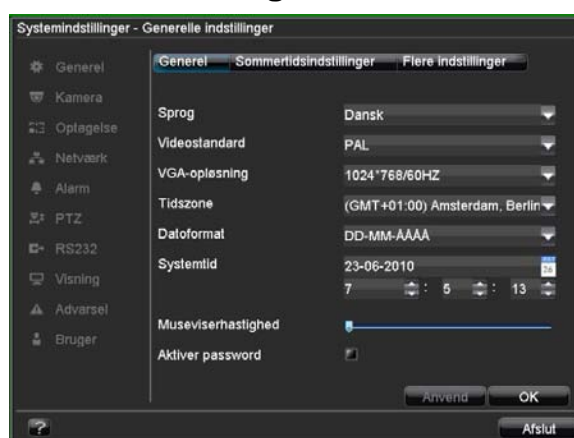 Systemindstillinger - Generelle indstillinger
Generel Sommertidsindstillinger Flere indstillinger
Generel
Kamera
Optagelse
Netværk
Alarm
PTZ
RS232
Visning
Advarsel
Bruger
Sprog Dansk
Videostandard PAL
VGA-opløsning 1024*768/60HZ
Tidszone (GMT+01:00) Amsterdam, Berlin
Datoformat DD-MM-ÅÅÅÅ
Systemtid 23-06-2010
26
7 : 5 : 13
Museviserhastighed
Aktiver password
Anvend OK
? Afslut